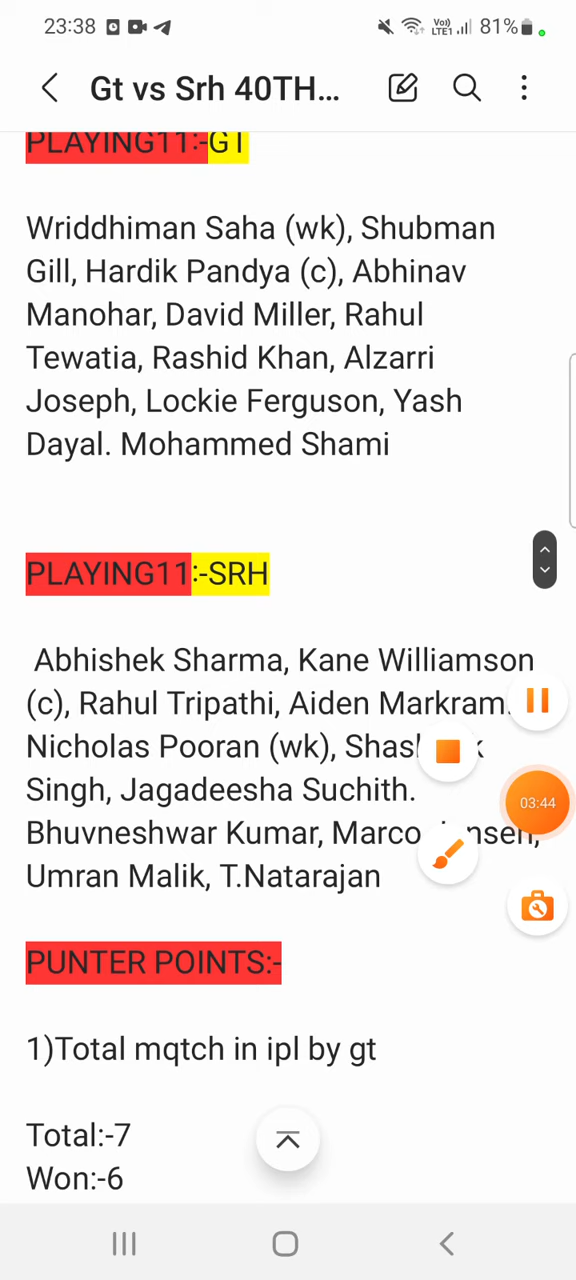 23:38
Vo)) LTE1 81%
Gt vs Srh 40TH...
PLAYING11:-GT
Wriddhiman Saha (wk), Shubman
Gill, Hardik Pandya (c), Abhinav
Manohar, David Miller, Rahul
Tewatia, Rashid Khan, Alzarri
Joseph, Lockie Ferguson, Yash
Dayal. Mohammed Shami
PLAYING11:-SRH
Abhishek Sharma, Kane Williamson
(c), Rahul Tripathi, Aiden Markram.
Nicholas Pooran (wk),
Singh, Jagadeesha Suchith.
03:44
Bhuvneshwar Kumar, Marco
Umran Malik, T.Natarajan
PUNTER POINTS:-
1)Total mqtch in ipl by gt
Total:-7
Won:-6